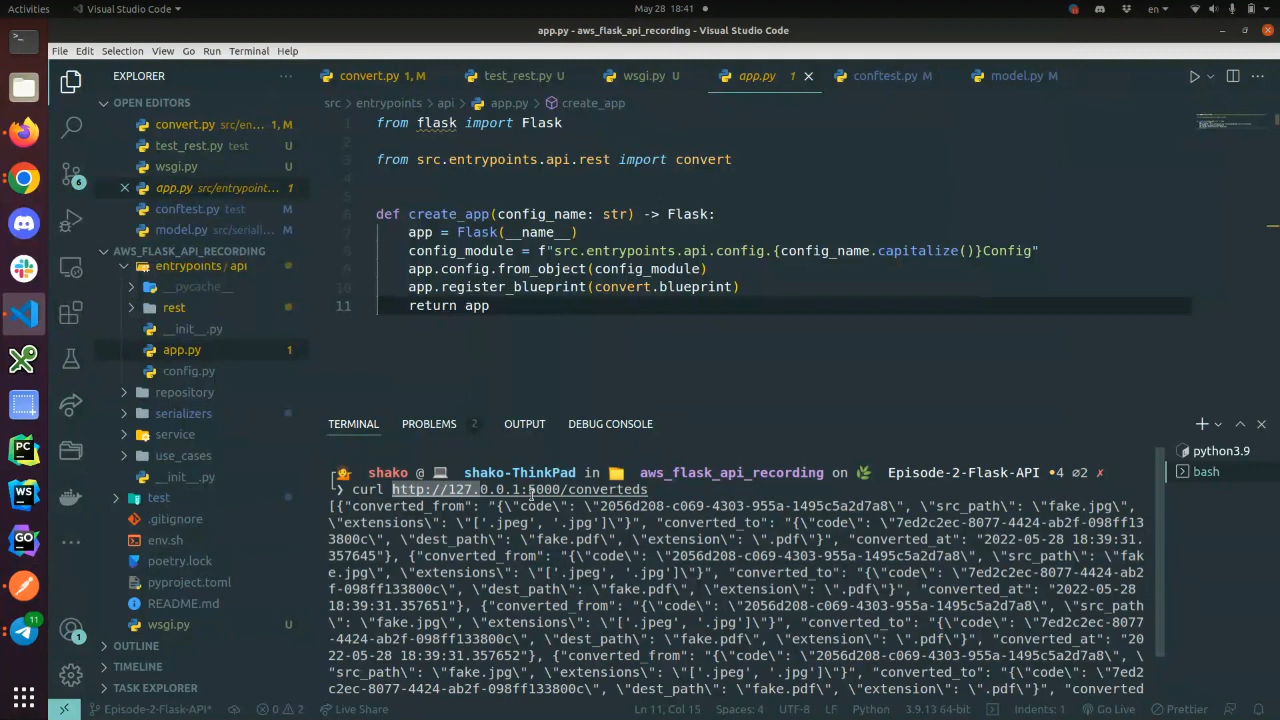 Activities
Visual Studio Code
May 28 18:41
en
app.py - aws_flask_api_recording - Visual Studio Code
File Edit Selection View Go Run Terminal Help
EXPLORER
convert.py 1, M
test_rest.py U
wsgi.py U
app.py 1
conftest.py M
model.py M
OPEN EDITORS
convert.py src/en... 1, M
test_rest.py test U
wsgi.py U
app.py src/entrypoint... 1
conftest.py test M
model.py src/seriali... M
AWS_FLASK_API_RECORDING
entrypoints / api
__pycache__
rest
__init__.py
app.py 1
config.py
repository
serializers
service
use_cases
__init__.py
test
.gitignore
env.sh
poetry.lock
pyproject.toml
README.md
wsgi.py U
OUTLINE
TIMELINE
TASK EXPLORER
src > entrypoints > api > app.py > create_app
1 from flask import Flask
2
3 from src.entrypoints.api.rest import convert
4
5
6 def create_app(config_name: str) -> Flask:
7 app = Flask(__name__)
8 config_module = f"src.entrypoints.api.config.{config_name.capitalize()}Config"
9 app.config.from_object(config_module)
10 app.register_blueprint(convert.blueprint)
11 return app
TERMINAL PROBLEMS 2 OUTPUT DEBUG CONSOLE
python3.9
bash
shako @ shako-ThinkPad in aws_flask_api_recording on Episode-2-Flask-API •4 ∅2 ✗
❯ curl http://127.0.0.1:5000/converteds
[{"converted_from": "{\"code\": \"2056d208-c069-4303-955a-1495c5a2d7a8\", \"src_path\": \"fake.jpg\",
\"extensions\": \"['.jpeg', '.jpg']\"}", "converted_to": "{\"code\": \"7ed2c2ec-8077-4424-ab2f-098ff13
3800c\", \"dest_path\": \"fake.pdf\", \"extension\": \".pdf\"}", "converted_at": "2022-05-28 18:39:31.
357645"}, {"converted_from": "{\"code\": \"2056d208-c069-4303-955a-1495c5a2d7a8\", \"src_path\": \"fak
e.jpg\", \"extensions\": \"['.jpeg', '.jpg']\"}", "converted_to": "{\"code\": \"7ed2c2ec-8077-4424-ab2
f-098ff133800c\", \"dest_path\": \"fake.pdf\", \"extension\": \".pdf\"}", "converted_at": "2022-05-28
18:39:31.357651"}, {"converted_from": "{\"code\": \"2056d208-c069-4303-955a-1495c5a2d7a8\", \"src_path
\": \"fake.jpg\", \"extensions\": \"['.jpeg', '.jpg']\"}", "converted_to": "{\"code\": \"7ed2c2ec-8077
-4424-ab2f-098ff133800c\", \"dest_path\": \"fake.pdf\", \"extension\": \".pdf\"}", "converted_at": "20
22-05-28 18:39:31.357652"}, {"converted_from": "{\"code\": \"2056d208-c069-4303-955a-1495c5a2d7a8\", \
"src_path\": \"fake.jpg\", \"extensions\": \"['.jpeg', '.jpg']\"}", "converted_to": "{\"code\": \"7ed2
c2ec-8077-4424-ab2f-098ff133800c\", \"dest_path\": \"fake.pdf\", \"extension\": \".pdf\"}", "converted
Episode-2-Flask-API* 0 2 Live Share Ln 11, Col 15 Spaces: 4 UTF-8 LF Python 3.9.13 64-bit Indents: 1 Go Live Prettier